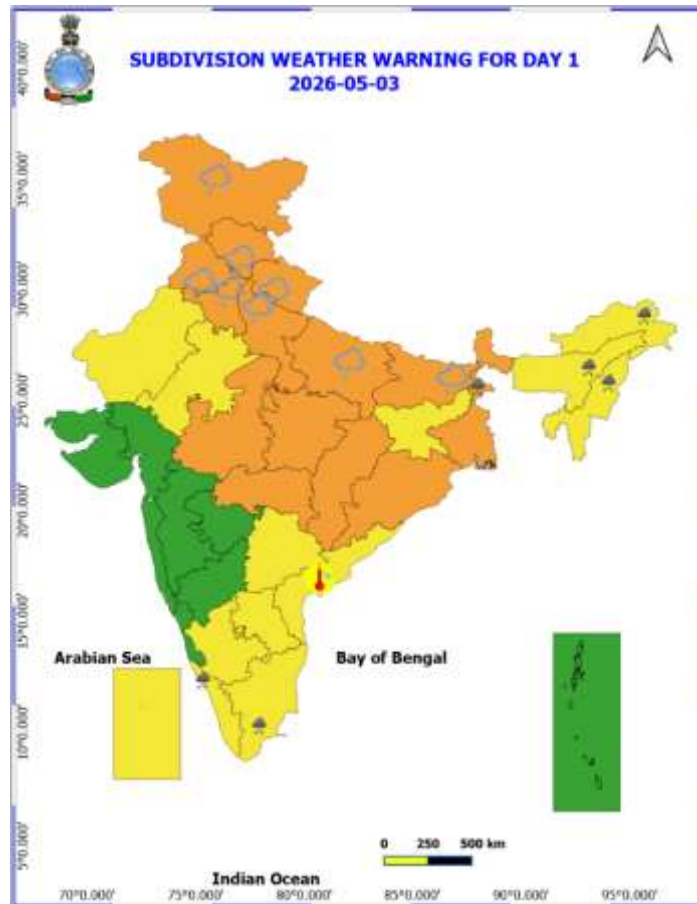 SUBDIVISION WEATHER WARNING FOR DAY 1
2026-05-03
40°0.000'
35°0.000'
30°0.000'
25°0.000'
20°0.000'
15°0.000'
10°0.000'
5°0.000'
Arabian Sea
Bay of Bengal
0 250 500 km
Indian Ocean
70°0.000' 75°0.000' 80°0.000' 85°0.000' 90°0.000' 95°0.000'